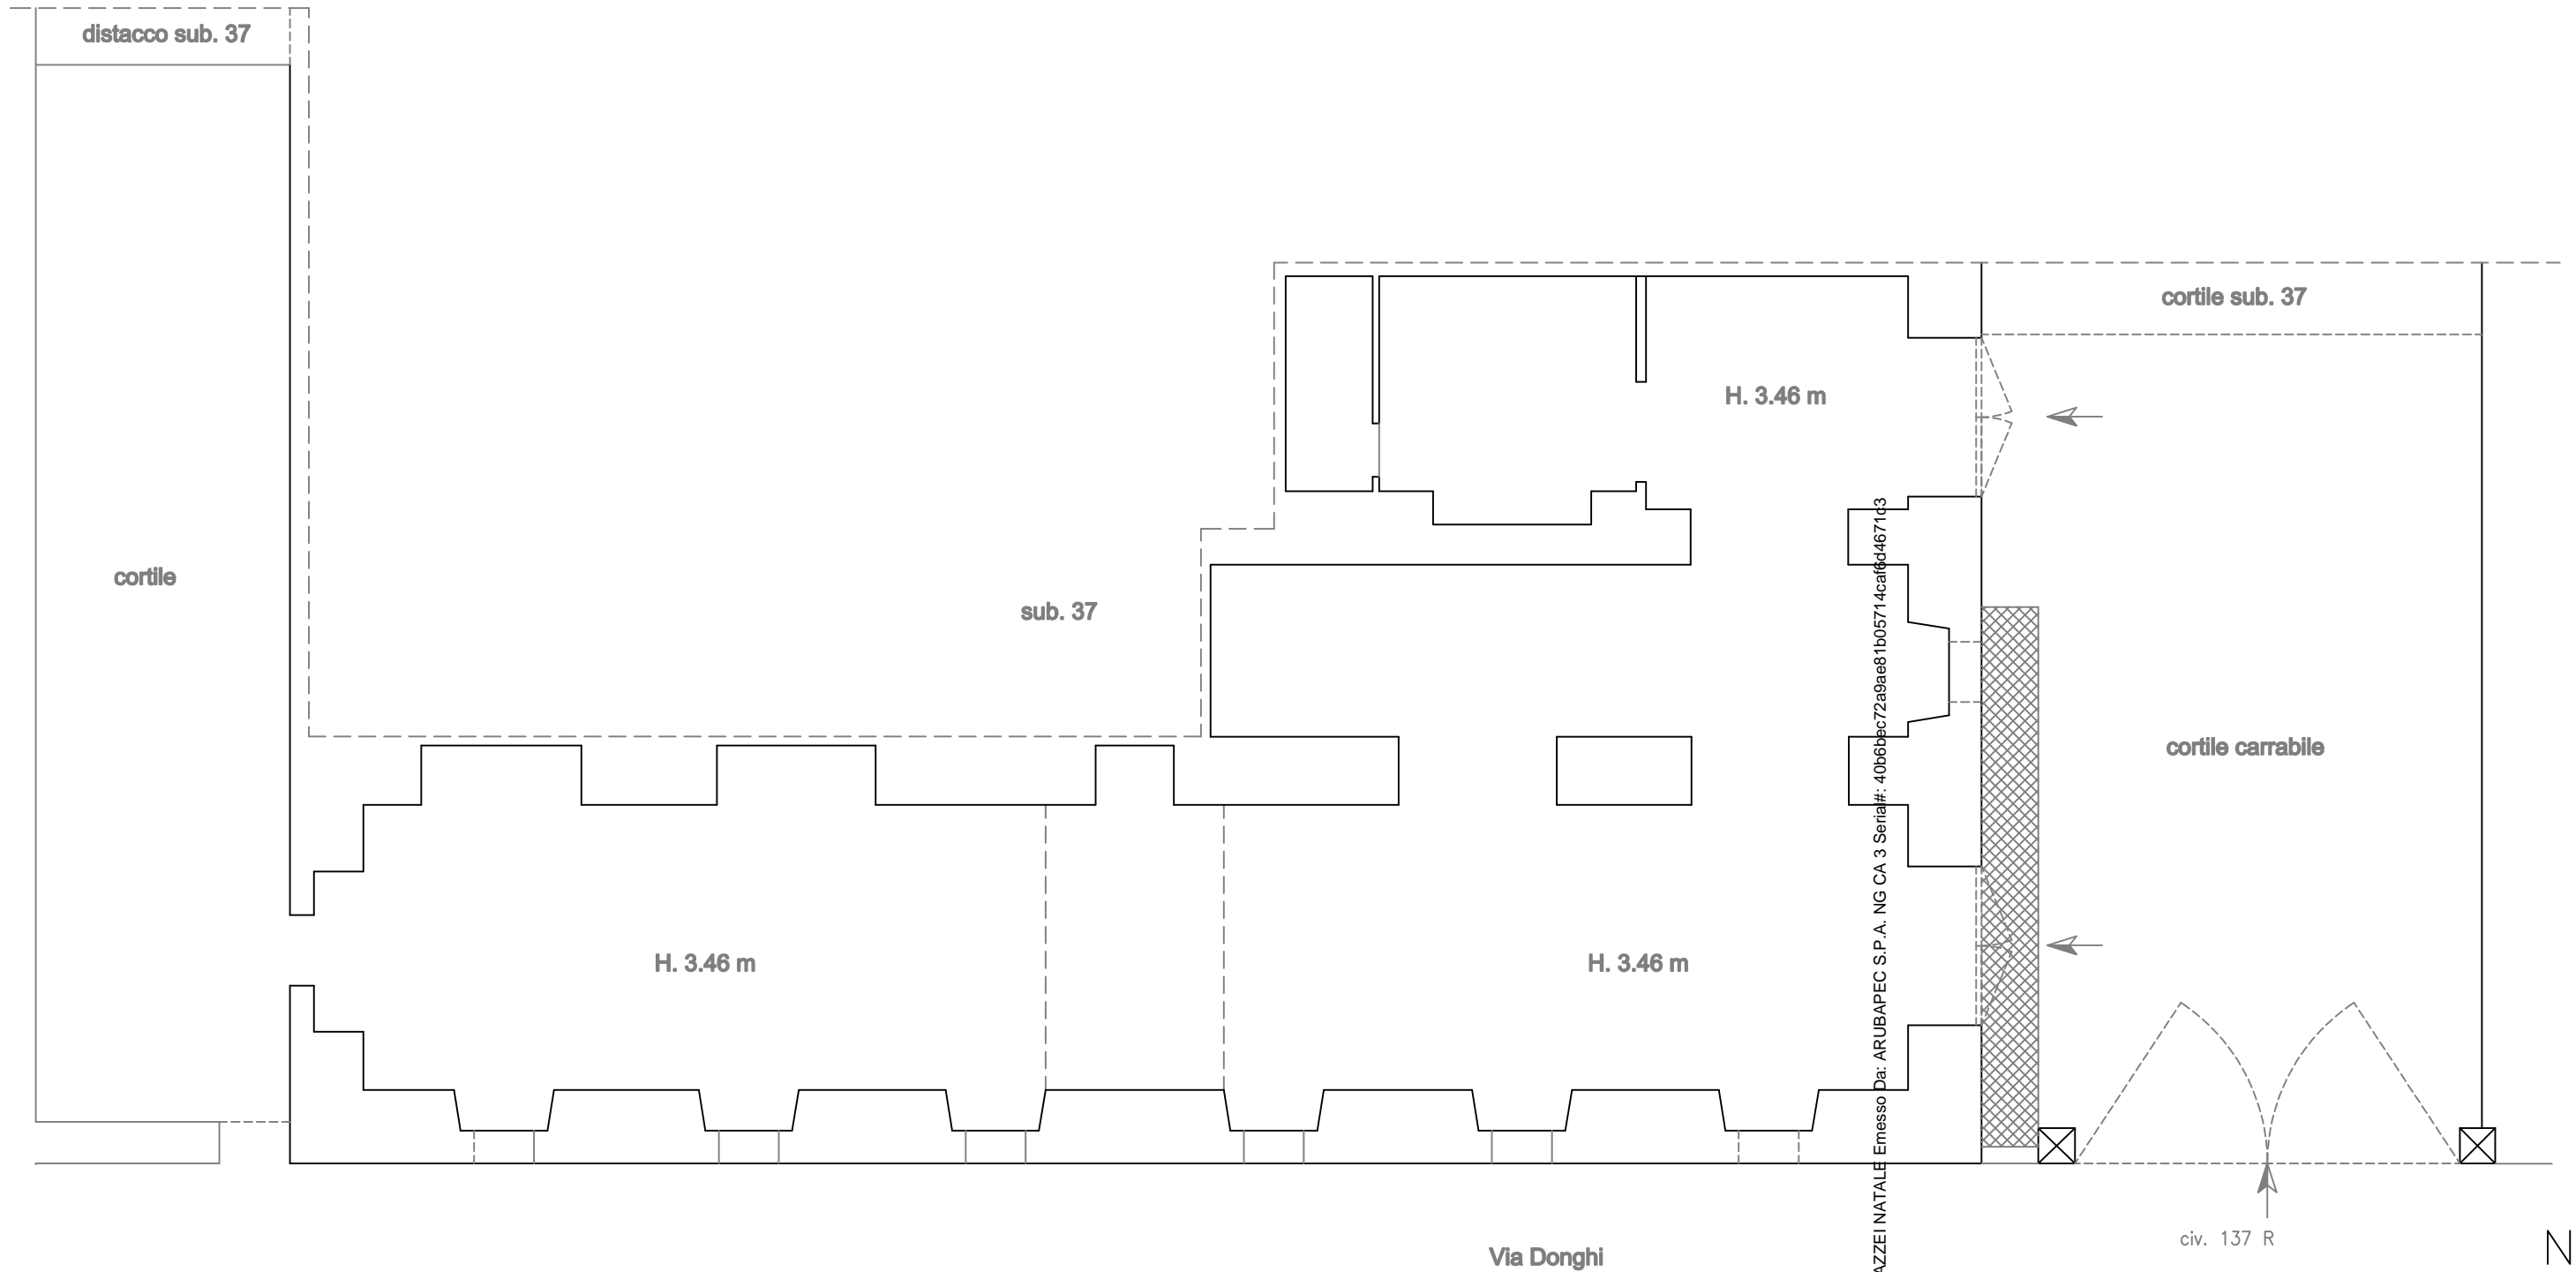 distacco sub. 37
cortile sub. 37
H. 3.46 m
cortile
sub. 37
cortile carrabile
H. 3.46 m
H. 3.46 m
AZZEI NATALE Emesso Da: ARUBAPEC S.P.A. NG CA 3 Serial#: 40b6bec72a9ae81b05714caf6d4671c3
civ. 137 R
Via Donghi
N